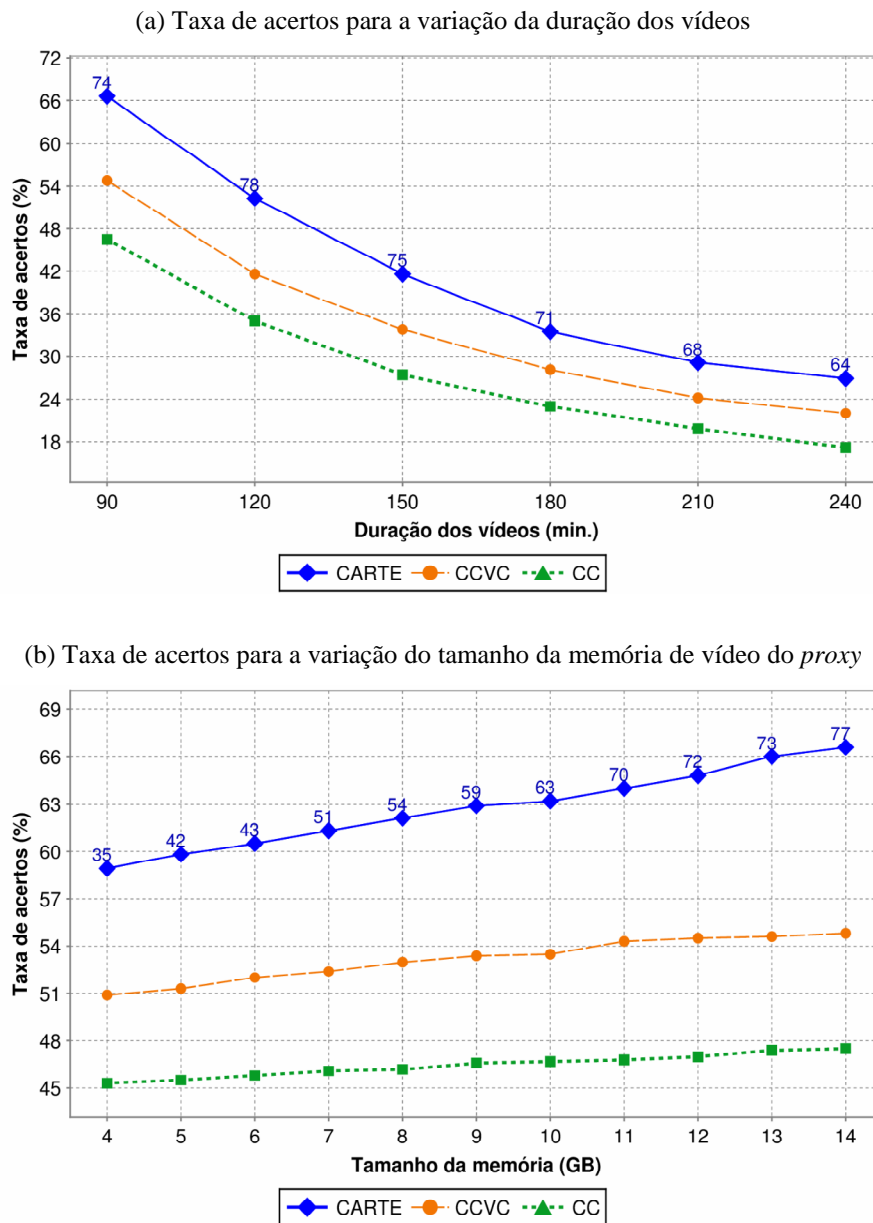 (a) Taxa de acertos para a variação da duração dos vídeos
72
66
60
54
48
42
36
30
24
18
Taxa de acertos (%)
74
78
75
71
68
64
90 120 150 180 210 240
Duração dos vídeos (min.)
CARTE CCVC CC
(b) Taxa de acertos para a variação do tamanho da memória de vídeo do proxy
69
66
63
60
57
54
51
48
45
Taxa de acertos (%)
35 42 43 51 54 59 63 70 72 73 77
4 5 6 7 8 9 10 11 12 13 14
Tamanho da memória (GB)
CARTE CCVC CC